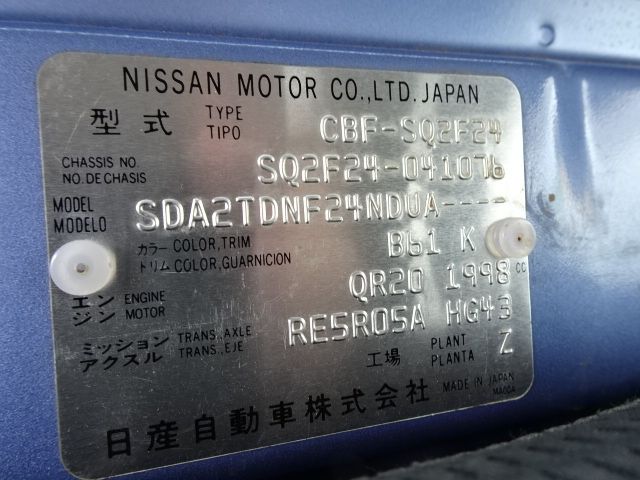 NISSAN MOTOR CO.,LTD. JAPAN
型式 TYPE TIPO CBF-SQ2F24
CHASSIS NO. NO. DE CHASIS SQ2F24-041076
MODEL MODELO SDA2TDNF24NDUA----
カラー COLOR,TRIM トリム COLOR,GUARNICION B61 K
エンジン ENGINE MOTOR QR20 1998 CC
ミッション TRANS.,AXLE アクスル TRANS.,EJE RE5R05A HG43
工場 PLANT PLANTA Z
日産自動車株式会社 MADE IN JAPAN
MA00A